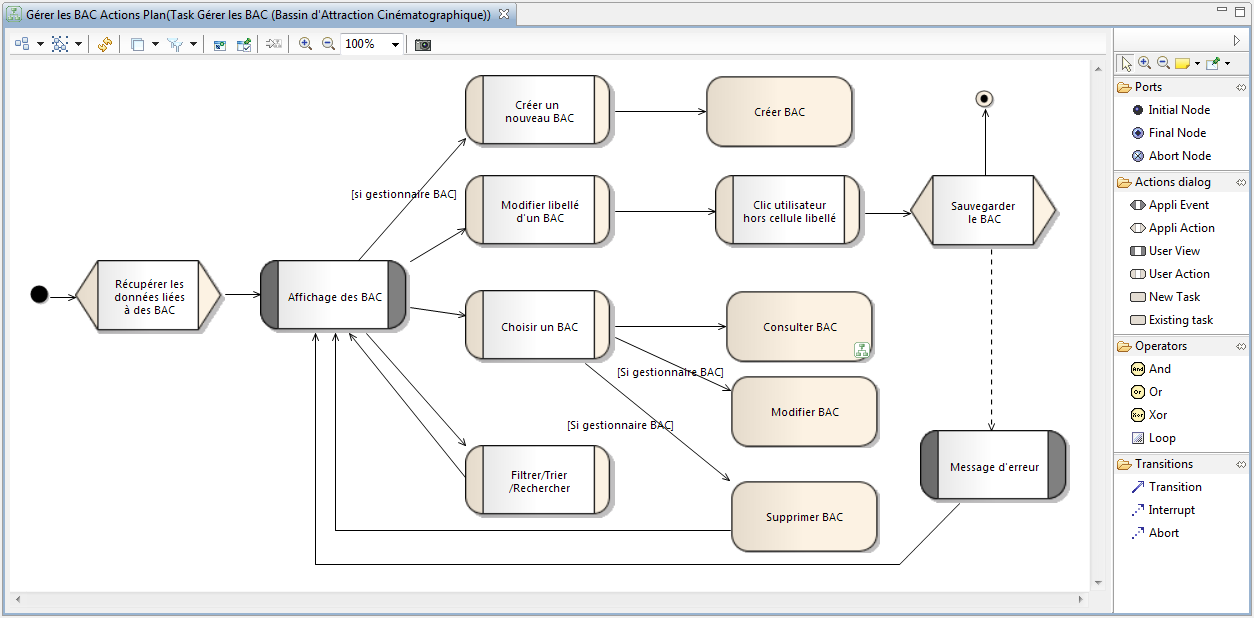 Gérer les BAC Actions Plan(Task Gérer les BAC (Bassin d'Attraction Cinématographique))
100%
Créer un
nouveau BAC
Créer BAC
[si gestionnaire BAC]
Modifier libellé
d'un BAC
Clic utilisateur
hors cellule libellé
Sauvegarder
le BAC
Récupérer les
données liées
à des BAC
Affichage des BAC
Choisir un BAC
Consulter BAC
[Si gestionnaire BAC]
Modifier BAC
[Si gestionnaire BAC]
Filtrer/Trier
/Rechercher
Message d'erreur
Supprimer BAC
Ports
Initial Node
Final Node
Abort Node
Actions dialog
Appli Event
Appli Action
User View
User Action
New Task
Existing task
Operators
And
And
Or
Or
Xor
Xor
Loop
Transitions
Transition
Interrupt
Abort